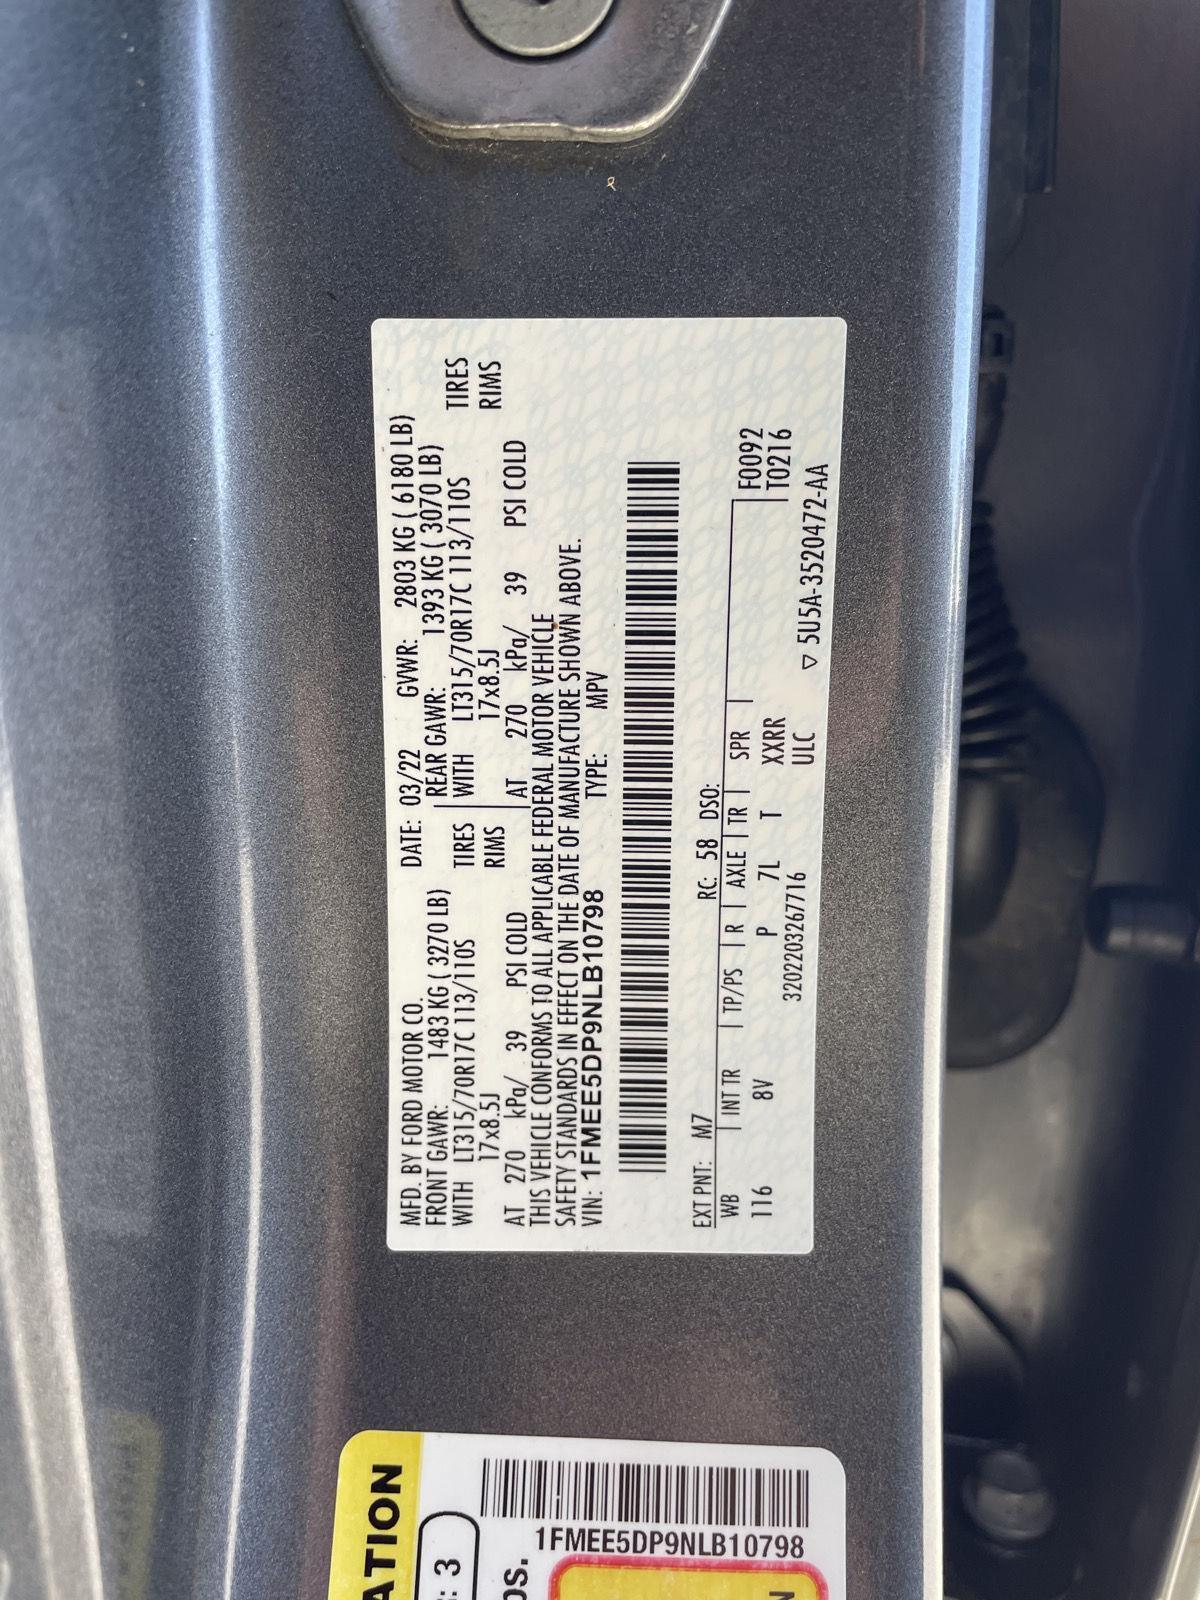 MFD. BY FORD MOTOR CO. DATE: 03/22 GVWR: 2803 KG ( 6180 LB)
FRONT GAWR: 1483 KG ( 3270 LB) REAR GAWR: 1393 KG ( 3070 LB)
WITH LT315/70R17C 113/110S TIRES WITH LT315/70R17C 113/110S TIRES
17x8.5J RIMS 17x8.5J RIMS
AT 270 kPa/ 39 PSI COLD AT 270 kPa/ 39 PSI COLD
THIS VEHICLE CONFORMS TO ALL APPLICABLE FEDERAL MOTOR VEHICLE
SAFETY STANDARDS IN EFFECT ON THE DATE OF MANUFACTURE SHOWN ABOVE.
VIN: 1FMEE5DP9NLB10798 TYPE: MPV
EXT PNT: M7 RC: 58 DSO:
WB INT TR TP/PS R AXLE TR SPR F0092
116 8V P 7L T XXRR T0216
3202203267716 ULC ▽ 5U5A-3520472-AA
ATION
: 3
os.
1FMEE5DP9NLB10798
N